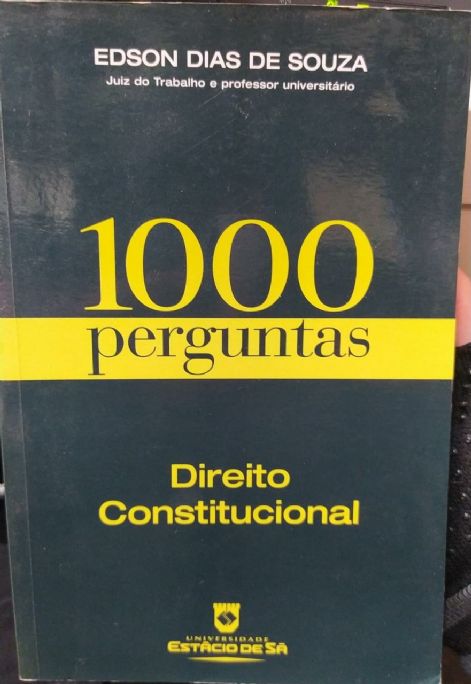 EDSON DIAS DE SOUZA
Juiz do Trabalho e professor universitário
1000
perguntas
Direito
Constitucional
UNIVERSIDADE
ESTÁCIO DE SÁ